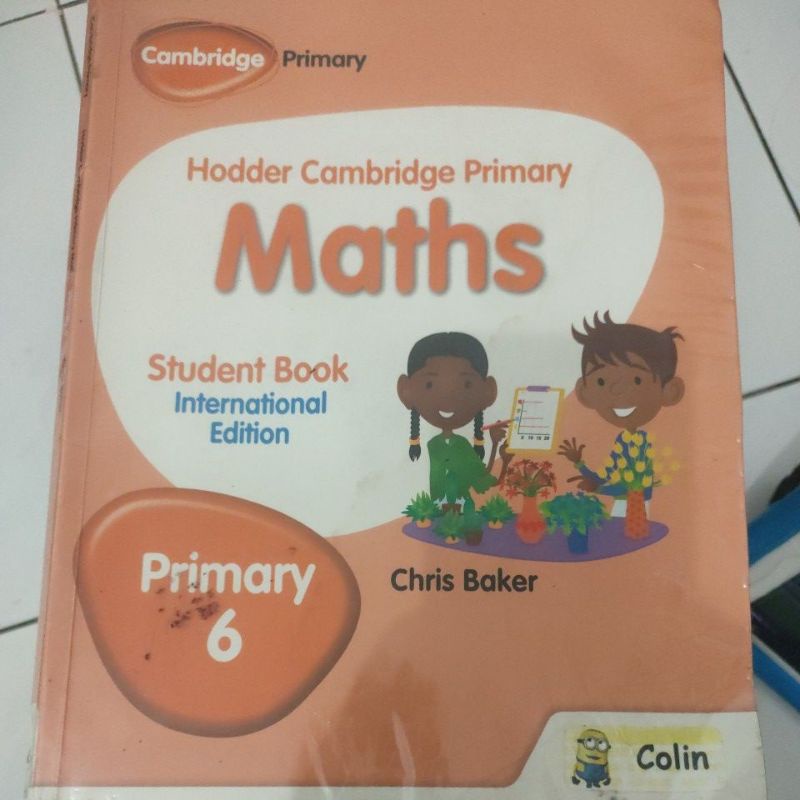 Cambridge Primary
Hodder Cambridge Primary
Maths
Student Book
International
Edition
Primary
6
Chris Baker
Colin